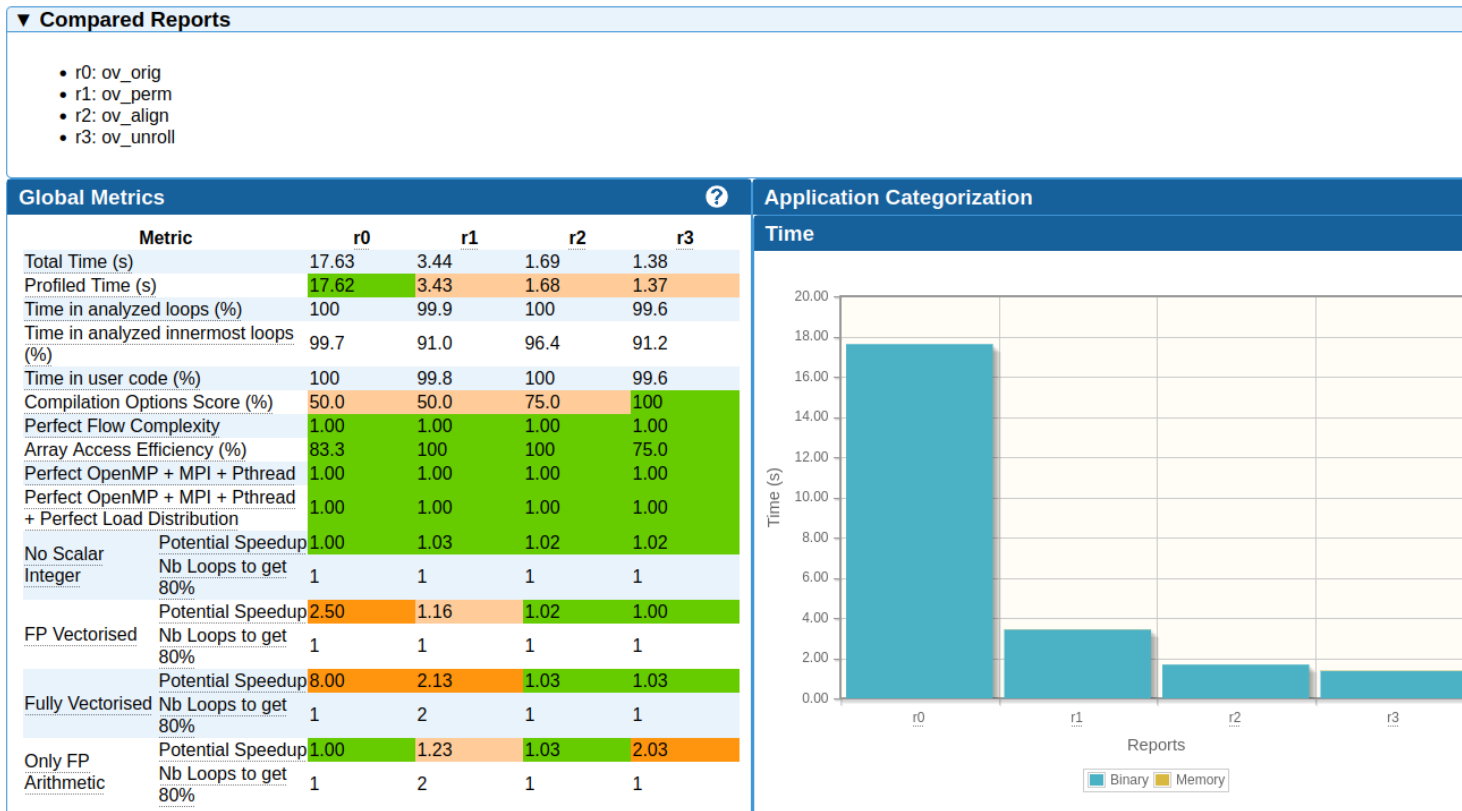 ▼ Compared Reports
• r0: ov_orig
• r1: ov_perm
• r2: ov_align
• r3: ov_unroll
Global Metrics ?
Metric r0 r1 r2 r3
Total Time (s) 17.63 3.44 1.69 1.38
Profiled Time (s) 17.62 3.43 1.68 1.37
Time in analyzed loops (%) 100 99.9 100 99.6
Time in analyzed innermost loops
(%) 99.7 91.0 96.4 91.2
Time in user code (%) 100 99.8 100 99.6
Compilation Options Score (%) 50.0 50.0 75.0 100
Perfect Flow Complexity 1.00 1.00 1.00 1.00
Array Access Efficiency (%) 83.3 100 100 75.0
Perfect OpenMP + MPI + Pthread 1.00 1.00 1.00 1.00
Perfect OpenMP + MPI + Pthread
+ Perfect Load Distribution 1.00 1.00 1.00 1.00
No Scalar
Integer
Potential Speedup 1.00 1.03 1.02 1.02
Nb Loops to get
80% 1 1 1 1
FP Vectorised
Potential Speedup 2.50 1.16 1.02 1.00
Nb Loops to get
80% 1 1 1 1
Fully Vectorised
Potential Speedup 8.00 2.13 1.03 1.03
Nb Loops to get
80% 1 2 1 1
Only FP
Arithmetic
Potential Speedup 1.00 1.23 1.03 2.03
Nb Loops to get
80% 1 2 1 1
Application Categorization
Time
20.00
18.00
16.00
14.00
12.00
10.00
8.00
6.00
4.00
2.00
0.00
Time (s)
r0 r1 r2 r3
Reports
Binary Memory